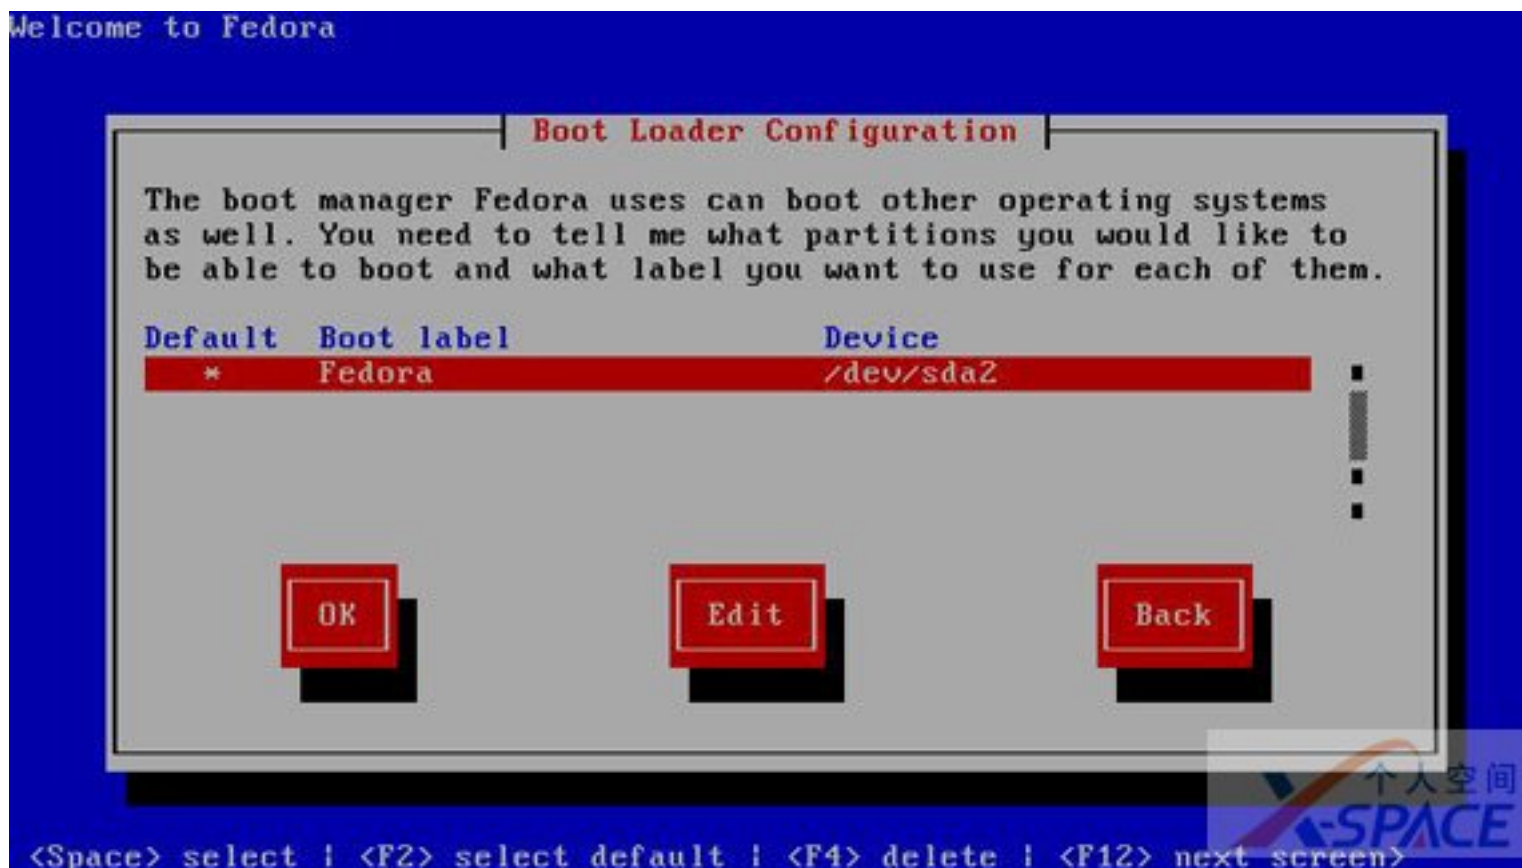 Welcome to Fedora
Boot Loader Configuration
The boot manager Fedora uses can boot other operating systems
as well. You need to tell me what partitions you would like to
be able to boot and what label you want to use for each of them.
Default Boot label Device
* Fedora /dev/sda2
OK Edit Back
个人空间
X-SPACE
<Space> select | <F2> select default | <F4> delete | <F12> next screen>